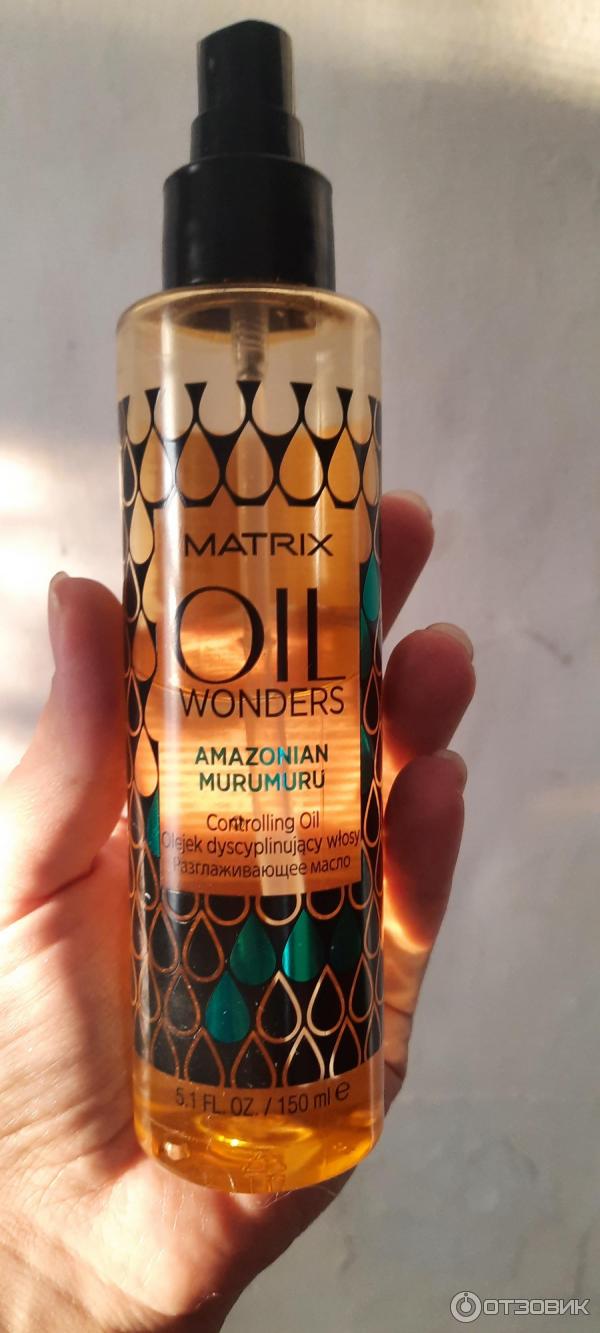 MATRIX
OIL
WONDERS
AMAZONIAN
MURUMURU
Controlling Oil
Olejek dyscyplinujący włosy
Разглаживающее масло
5.1 FL. OZ. / 150 ml e
ОТЗОВИК